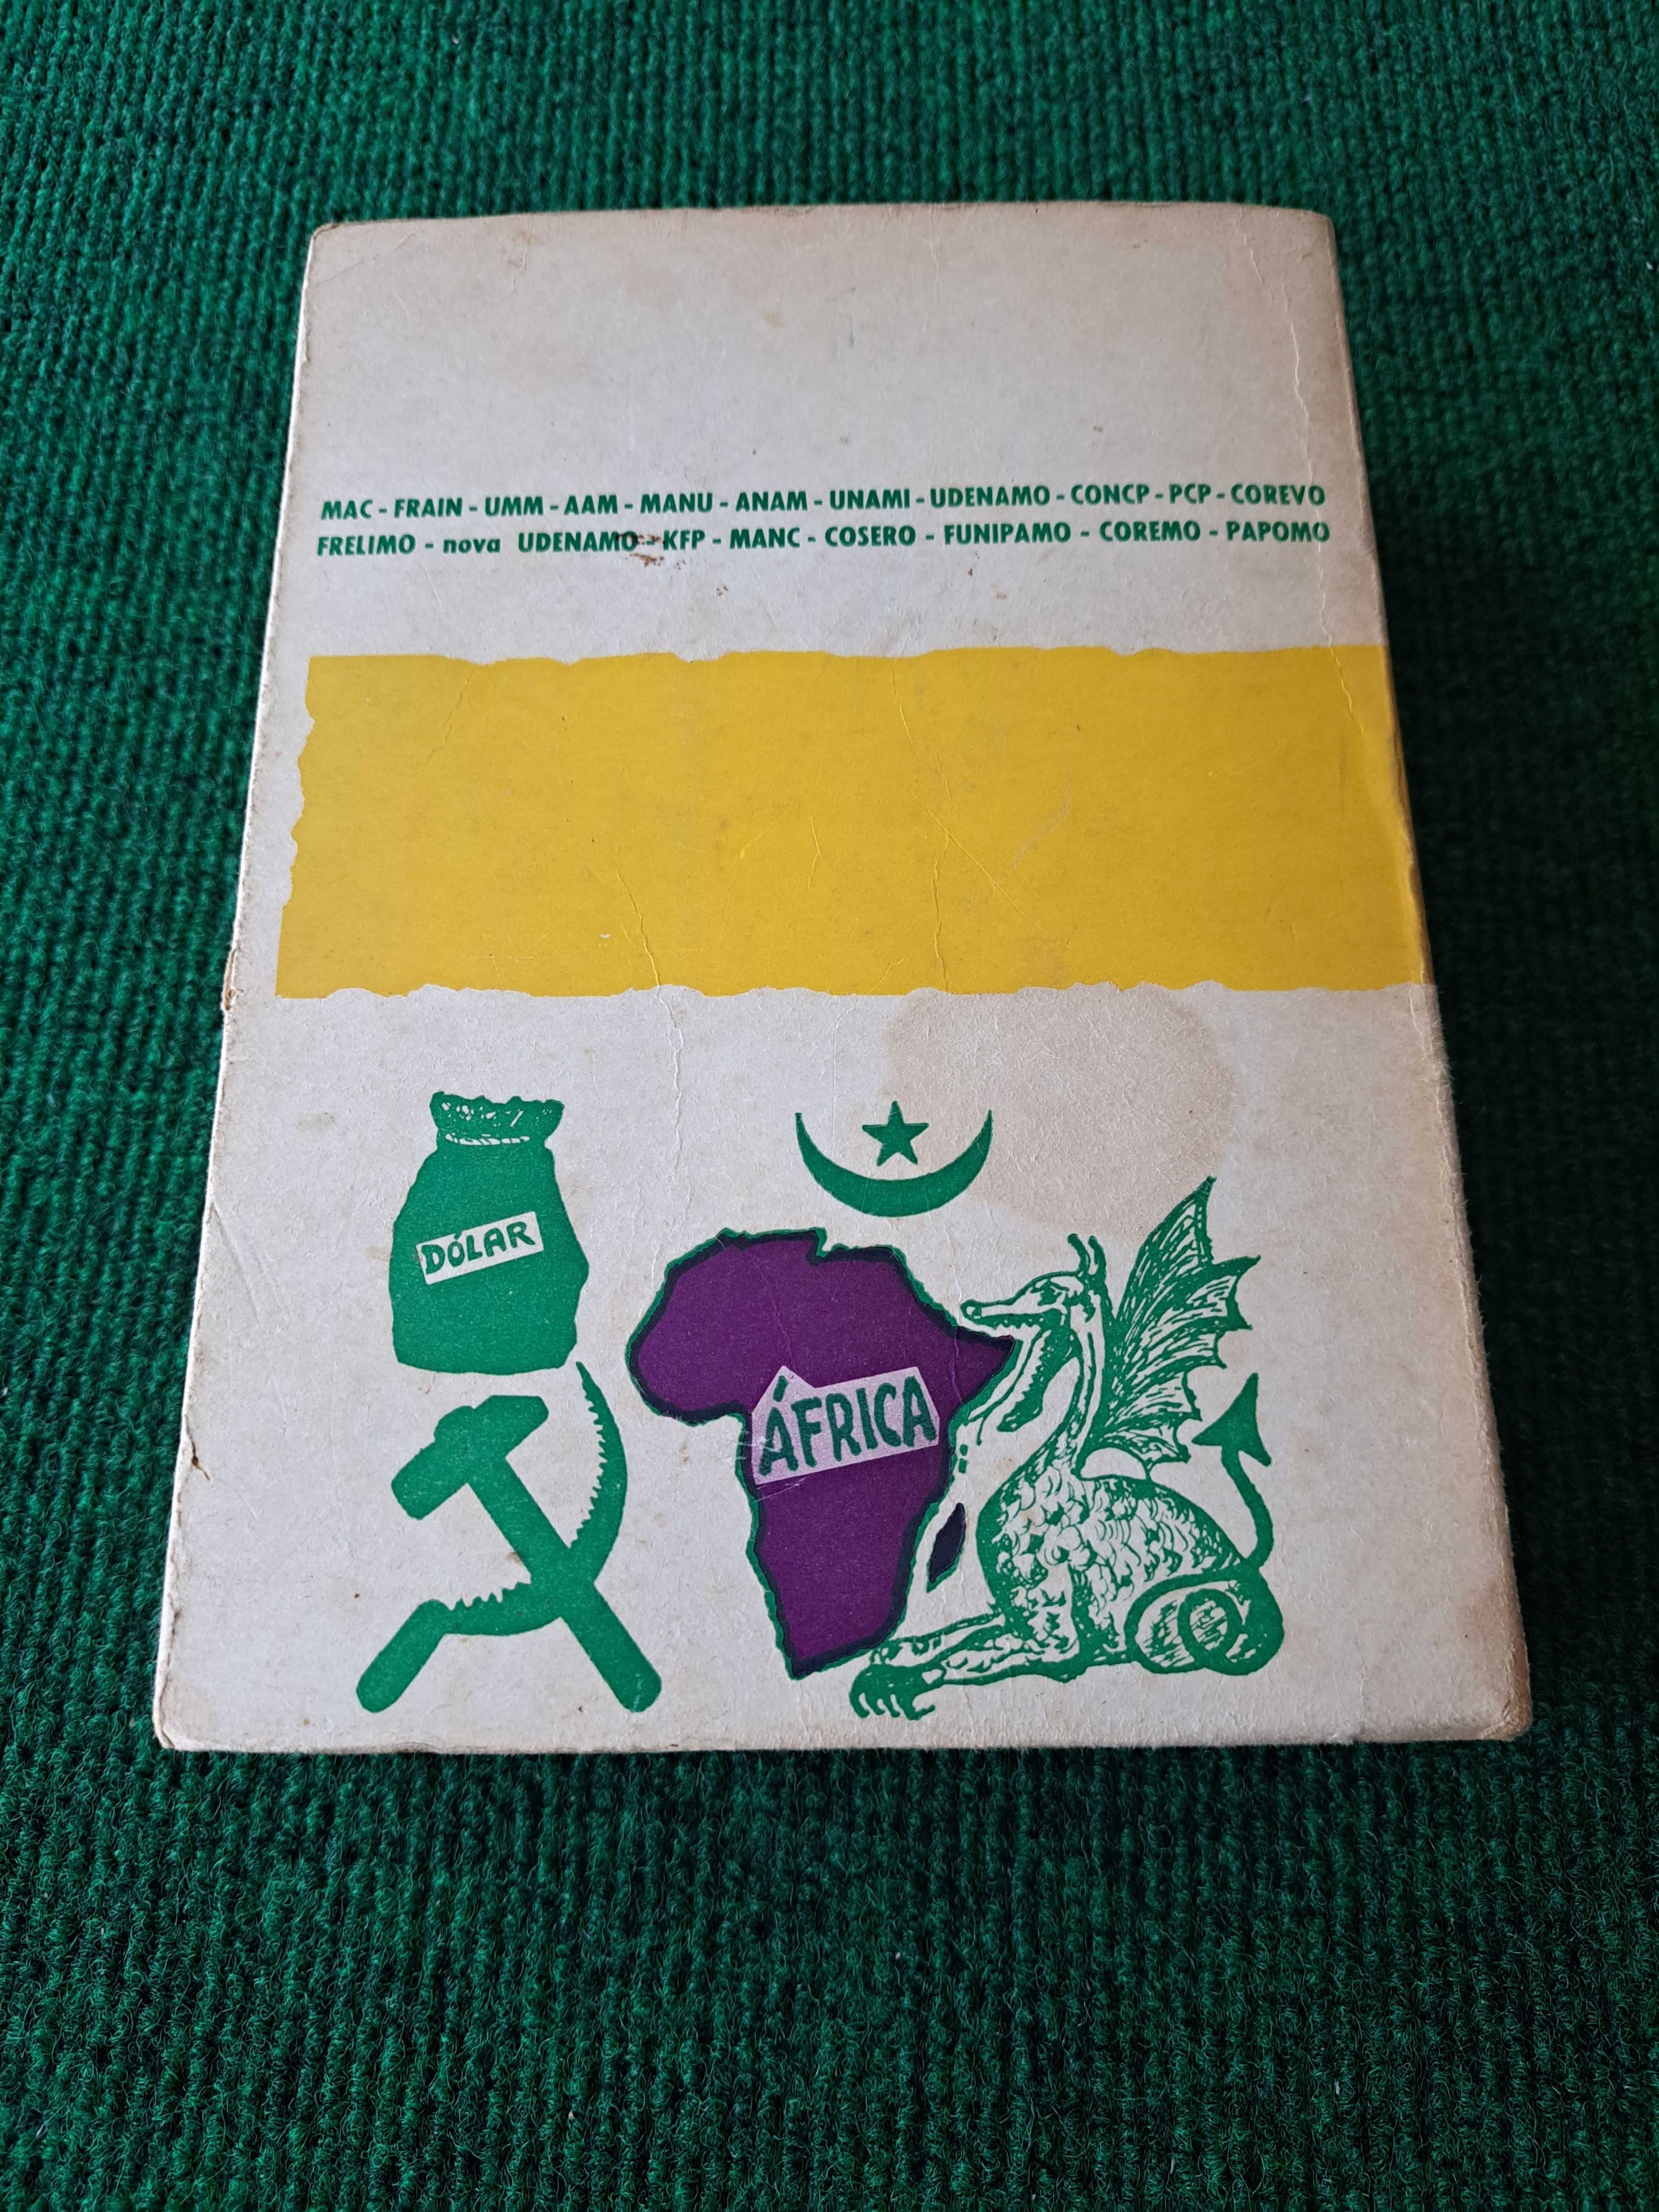 MAC - FRAIN - UMM - AAM - MANU - ANAM - UNAMI - UDENAMO - CONCP - PCP - COREVO
FRELIMO - nova UDENAMO - KFP - MANC - COSERO - FUNIPAMO - COREMO - PAPOMO
DÓLAR
ÁFRICA